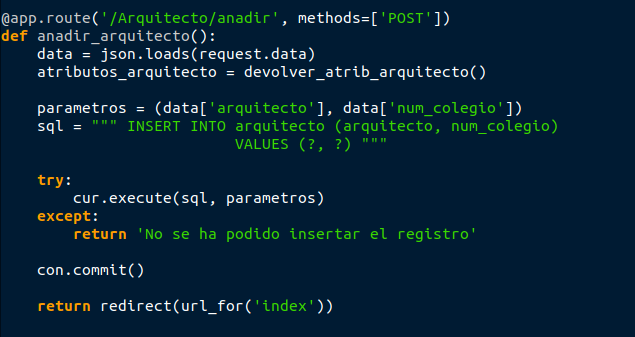 @app.route('/Arquitecto/anadir', methods=['POST'])
def anadir_arquitecto():
    data = json.loads(request.data)
    atributos_arquitecto = devolver_atrib_arquitecto()

    parametros = (data['arquitecto'], data['num_colegio'])
    sql = """ INSERT INTO arquitecto (arquitecto, num_colegio)
                          VALUES (?, ?) """

    try:
        cur.execute(sql, parametros)
    except:
        return 'No se ha podido insertar el registro'

    con.commit()

    return redirect(url_for('index'))